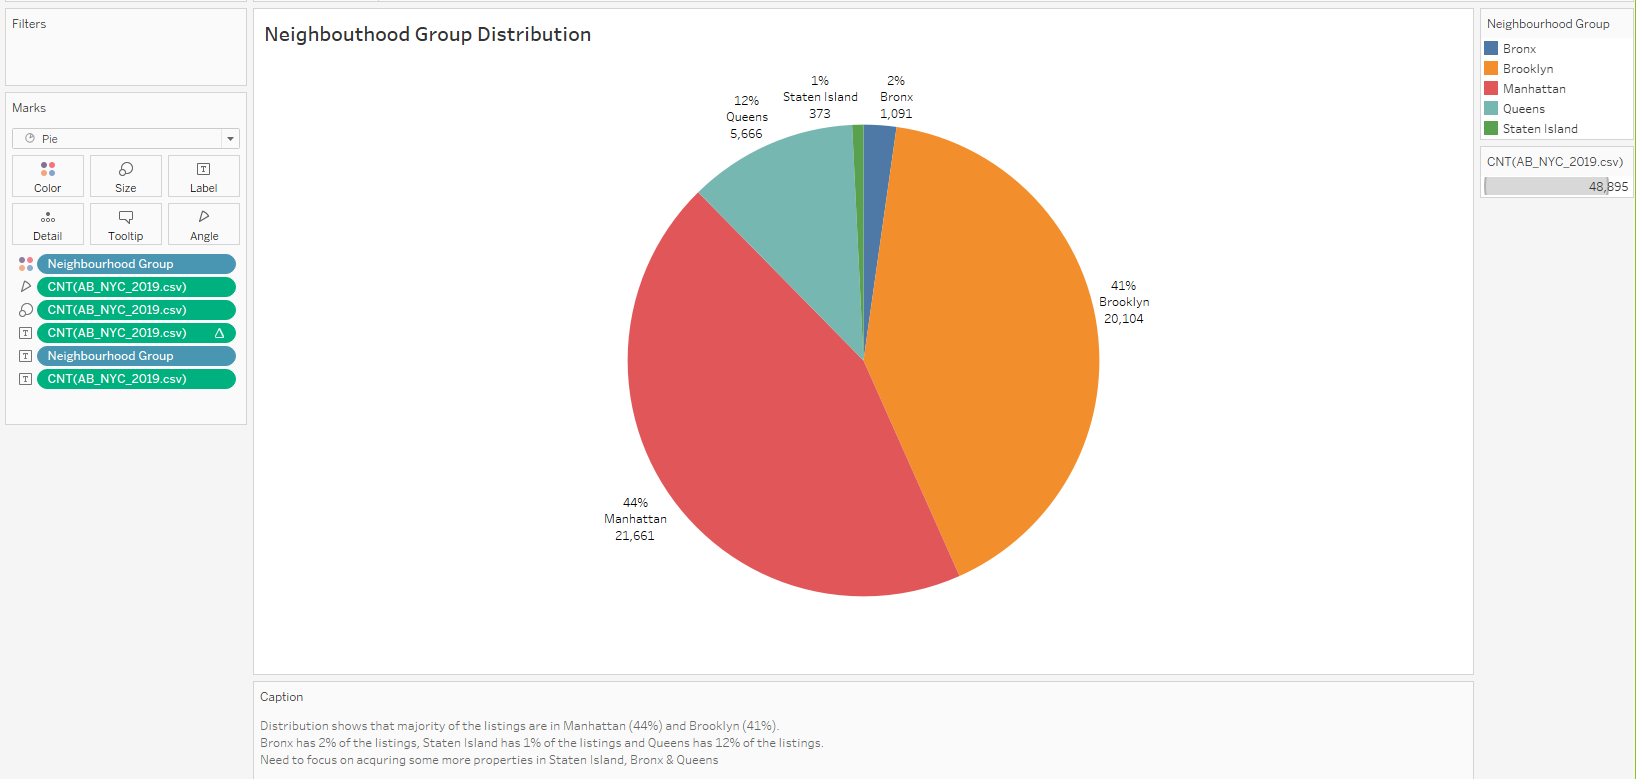 Filters
Marks
Pie
Color
Size
Label
Detail
Tooltip
Angle
Neighbourhood Group
CNT(AB_NYC_2019.csv)
CNT(AB_NYC_2019.csv)
CNT(AB_NYC_2019.csv)
Neighbourhood Group
CNT(AB_NYC_2019.csv)
Neighbouthood Group Distribution
1%
Staten Island
373
2%
Bronx
1,091
12%
Queens
5,666
41%
Brooklyn
20,104
44%
Manhattan
21,661
Caption
Distribution shows that majority of the listings are in Manhattan (44%) and Brooklyn (41%).
Bronx has 2% of the listings, Staten Island has 1% of the listings and Queens has 12% of the listings.
Need to focus on acquring some more properties in Staten Island, Bronx & Queens
Neighbourhood Group
Bronx
Brooklyn
Manhattan
Queens
Staten Island
CNT(AB_NYC_2019.csv)
48,895